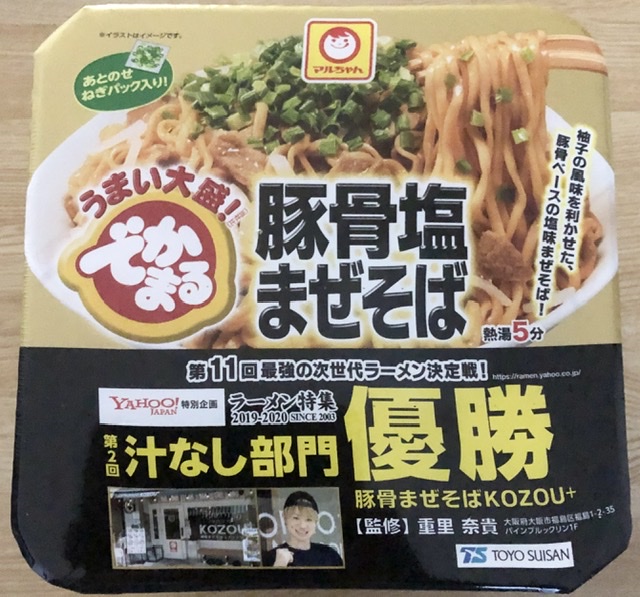 ※イラストはイメージです。
マルちゃん
あとのせ
ねぎパック入り!
うまい大盛!
でかまる
豚骨塩
まぜそば
柚子の風味を利かせた、
豚骨ベースの塩味まぜそば!
熱湯5分
第11回最強の次世代ラーメン決定戦!
https://ramen.yahoo.co.jp/
YAHOO!
JAPAN
特別企画
ラーメン特集
2019-2020 SINCE 2003
第2回
汁なし部門
優勝
豚骨まぜそばKOZOU+
KOZOU
【監修】重里 奈貴
大阪府大阪市福島区福島1-2-35
パインブルックリン1F
TS TOYO SUISAN